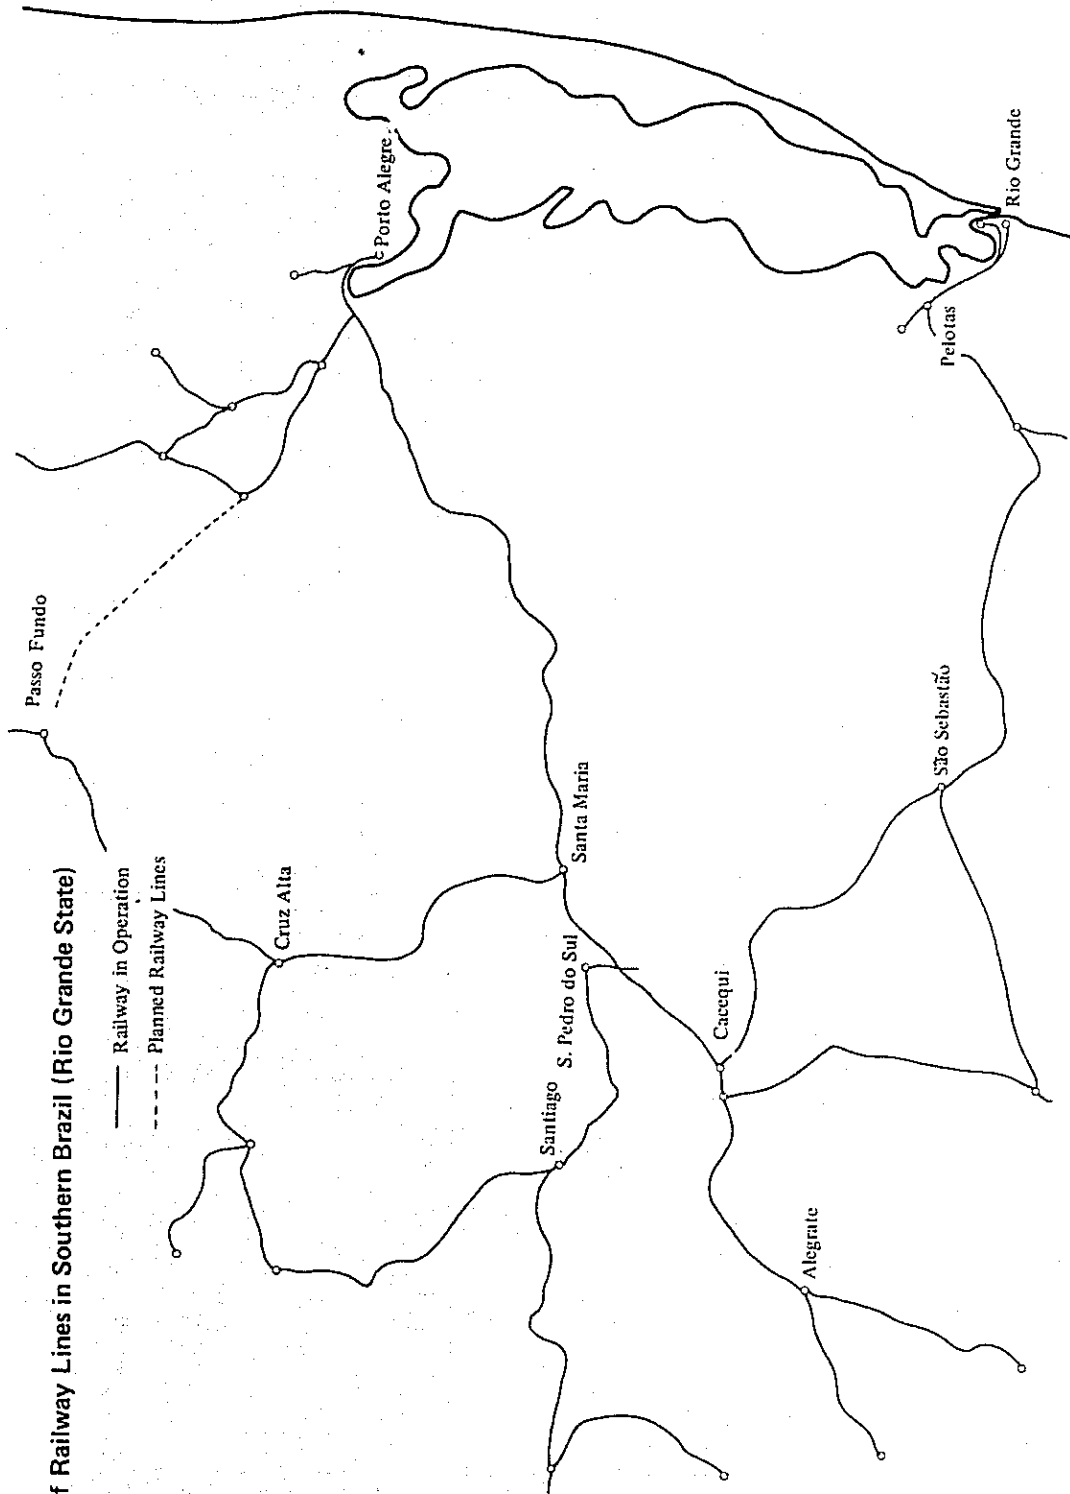 f Railway Lines in Southern Brazil (Rio Grande State)
Railway in Operation
Planned Railway Lines
Passo Fundo
Cruz Alta
Santa Maria
S. Pedro do Sul
Santiago
Cacequi
Alegrate
São Sebastão
Pelotas
Rio Grande
Porto Alegre